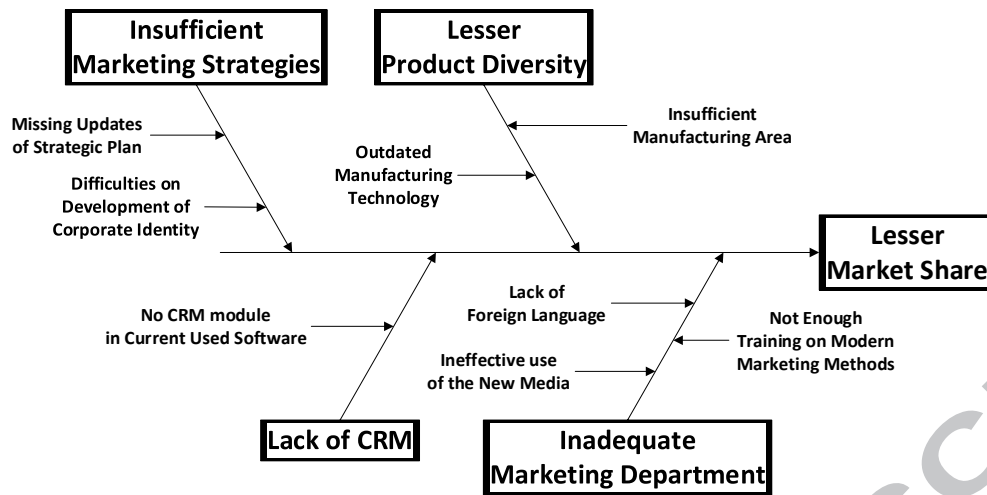 Insufficient
Marketing Strategies
Lesser
Product Diversity
Missing Updates
of Strategic Plan
Difficulties on
Development of
Corporate Identity
Outdated
Manufacturing
Technology
Insufficient
Manufacturing Area
Lesser
Market Share
No CRM module
in Current Used Software
Lack of
Foreign Language
Ineffective use
of the New Media
Not Enough
Training on Modern
Marketing Methods
Lack of CRM
Inadequate
Marketing Department